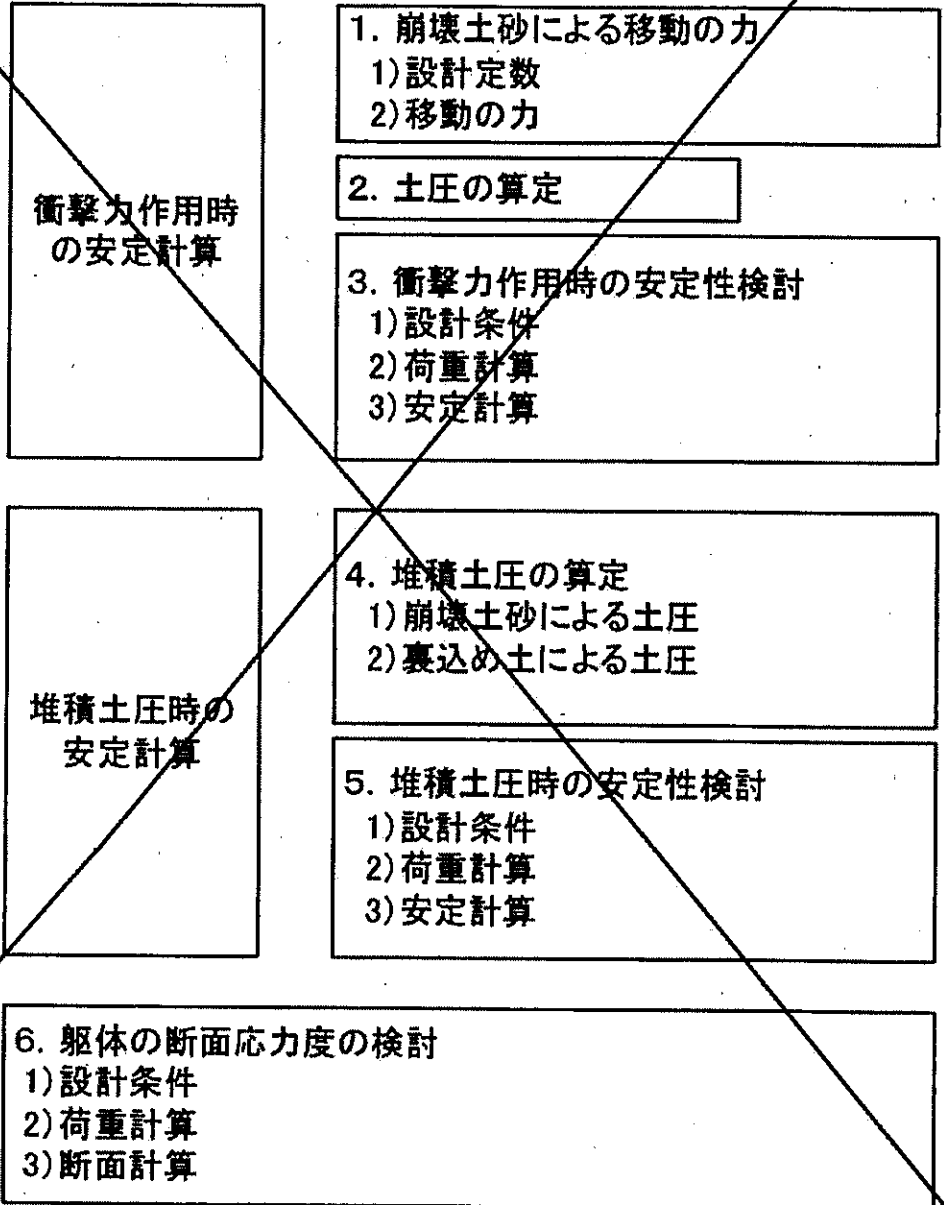 1. 崩壊土砂による移動の力
1)設計定数
2)移動の力
2. 土圧の算定
衝撃力作用時
の安定計算
3. 衝撃力作用時の安定性検討
1)設計条件
2)荷重計算
3)安定計算
4. 堆積土圧の算定
1)崩壊土砂による土圧
2)裏込め土による土圧
堆積土圧時の
安定計算
5. 堆積土圧時の安定性検討
1)設計条件
2)荷重計算
3)安定計算
6. 躯体の断面応力度の検討
1)設計条件
2)荷重計算
3)断面計算